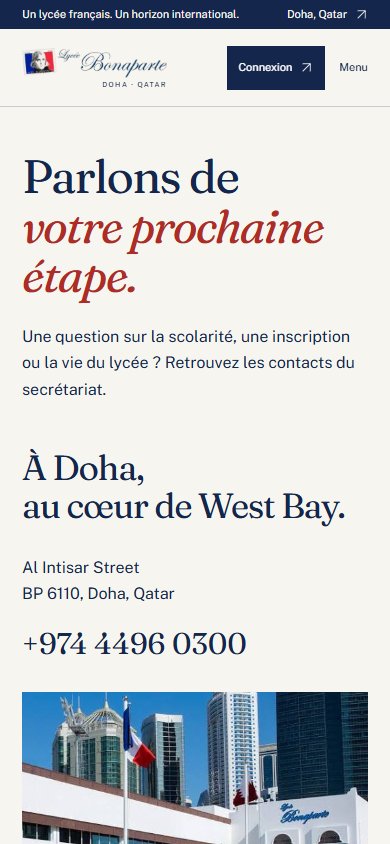 Un lycée français. Un horizon international.
Doha, Qatar
Lycée Bonaparte
DOHA · QATAR
Connexion
Menu
Parlons de
votre prochaine
étape.
Une question sur la scolarité, une inscription
ou la vie du lycée ? Retrouvez les contacts du
secrétariat.
À Doha,
au cœur de West Bay.
Al Intisar Street
BP 6110, Doha, Qatar
+974 4496 0300
Lycée
Bonaparte